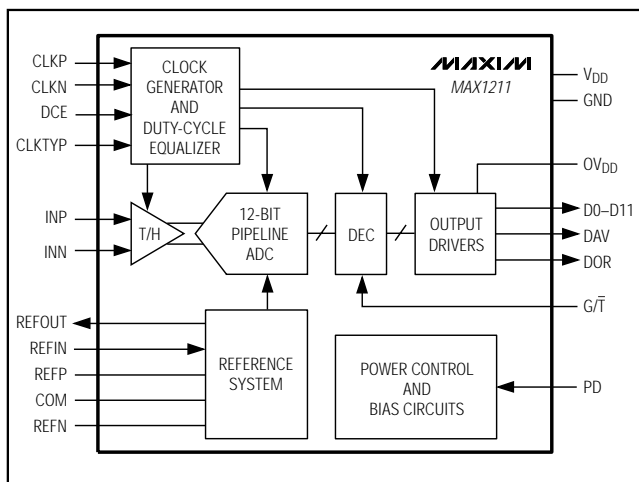 CLKP
CLKN
DCE
CLKTYP
CLOCK
GENERATOR
AND
DUTY-CYCLE
EQUALIZER
MAXIM
MAX1211
VDD
GND
OVDD
INP
INN
T/H
12-BIT
PIPELINE
ADC
DEC
OUTPUT
DRIVERS
D0–D11
DAV
DOR
G/T̅
REFOUT
REFIN
REFP
COM
REFN
REFERENCE
SYSTEM
POWER CONTROL
AND
BIAS CIRCUITS
PD